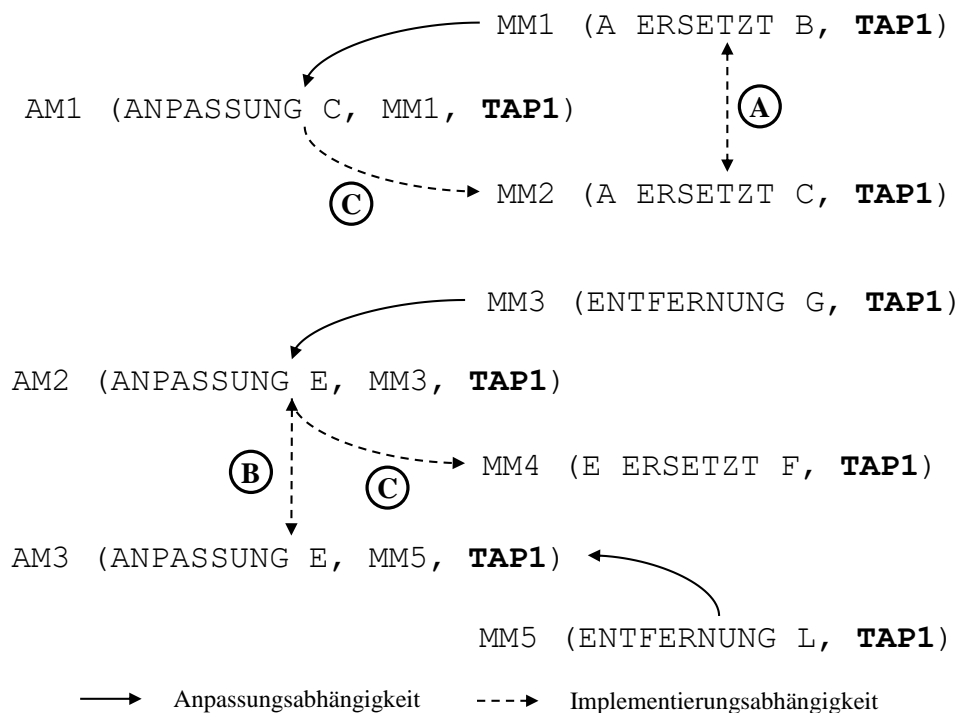 MM1 (A ERSETZT B, TAP1)
A
AM1 (ANPASSUNG C, MM1, TAP1)
C
MM2 (A ERSETZT C, TAP1)
MM3 (ENTFERNUNG G, TAP1)
AM2 (ANPASSUNG E, MM3, TAP1)
B
C
MM4 (E ERSETZT F, TAP1)
AM3 (ANPASSUNG E, MM5, TAP1)
MM5 (ENTFERNUNG L, TAP1)
Anpassungsabhängigkeit Implementierungsabhängigkeit